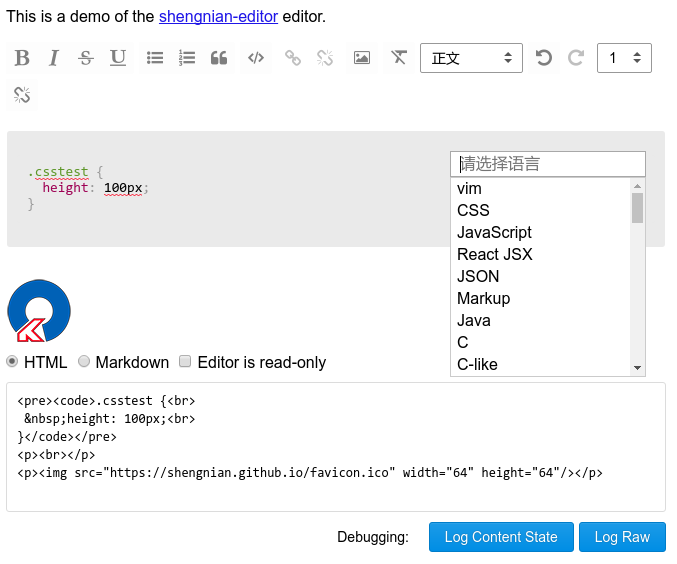 This is a demo of the shengnian-editor editor.
B I S U 正文 1
.csstest {
height: 100px;
}
请选择语言
vim
CSS
JavaScript
React JSX
JSON
Markup
Java
C
C-like
HTML Markdown Editor is read-only
<pre><code>.csstest {<br>
&nbsp;height: 100px;<br>
}</code></pre>
<p><br></p>
<p><img src="https://shengnian.github.io/favicon.ico" width="64" height="64"/></p>
Debugging: Log Content State Log Raw